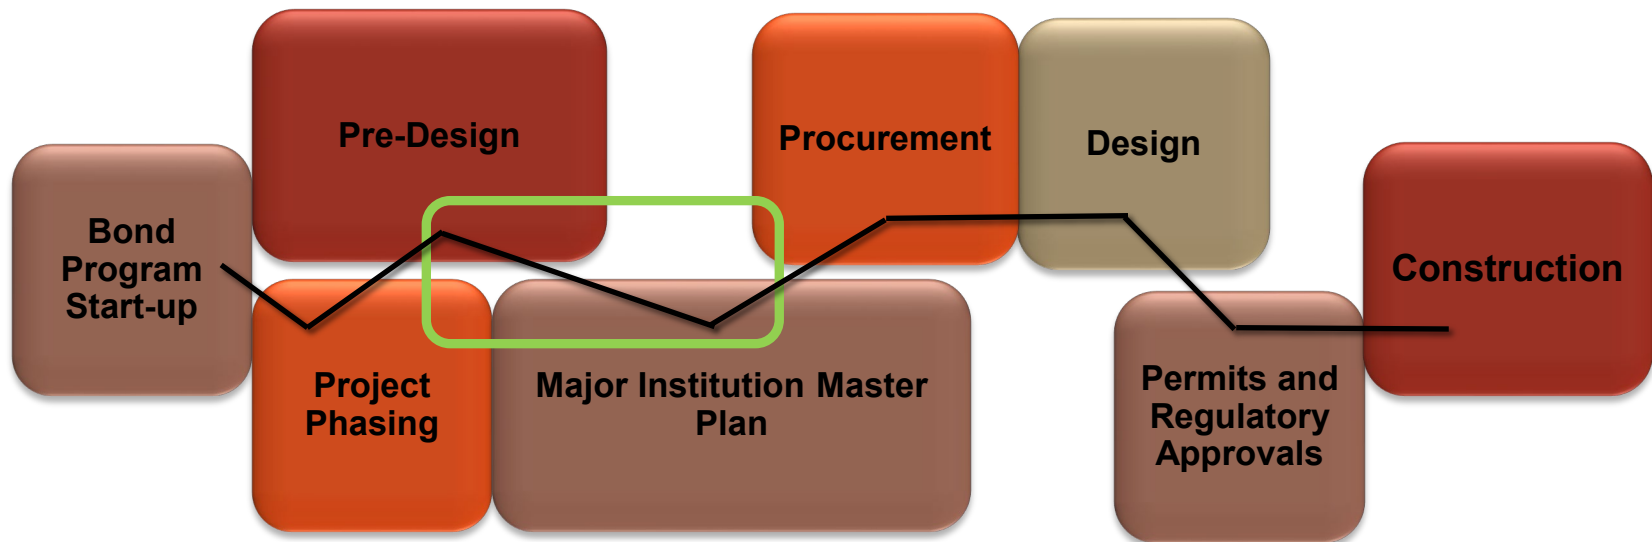 Bond
Program
Start-up
Pre-Design
Project
Phasing
Major Institution Master
Plan
Procurement
Design
Permits and
Regulatory
Approvals
Construction